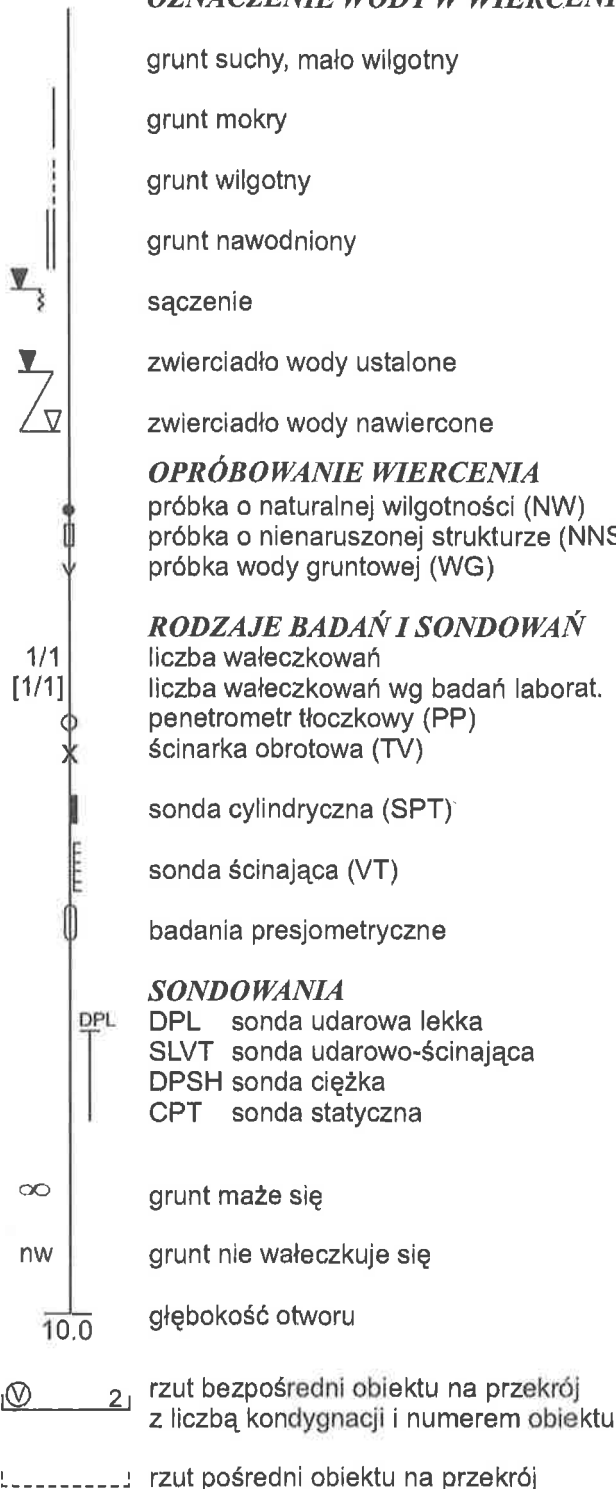 OZNACZENIE WODY W WIERCENI
grunt suchy, mało wilgotny
grunt mokry
grunt wilgotny
grunt nawodniony
sączenie
zwierciadło wody ustalone
zwierciadło wody nawiercone
OPRÓBOWANIE WIERCENIA
próbka o naturalnej wilgotności (NW)
próbka o nienaruszonej strukturze (NNS
próbka wody gruntowej (WG)
RODZAJE BADAŃ I SONDOWAŃ
1/1 liczba wałeczkowań
[1/1] liczba wałeczkowań wg badań laborat.
penetrometr tłoczkowy (PP)
ścinarka obrotowa (TV)
sonda cylindryczna (SPT)
sonda ścinająca (VT)
badania presjometryczne
SONDOWANIA
DPL DPL sonda udarowa lekka
SLVT sonda udarowo-ścinająca
DPSH sonda ciężka
CPT sonda statyczna
∞ grunt maże się
nw grunt nie wałeczkuje się
10.0 głębokość otworu
V 2 rzut bezpośredni obiektu na przekrój
z liczbą kondygnacji i numerem obiektu
rzut pośredni obiektu na przekrój